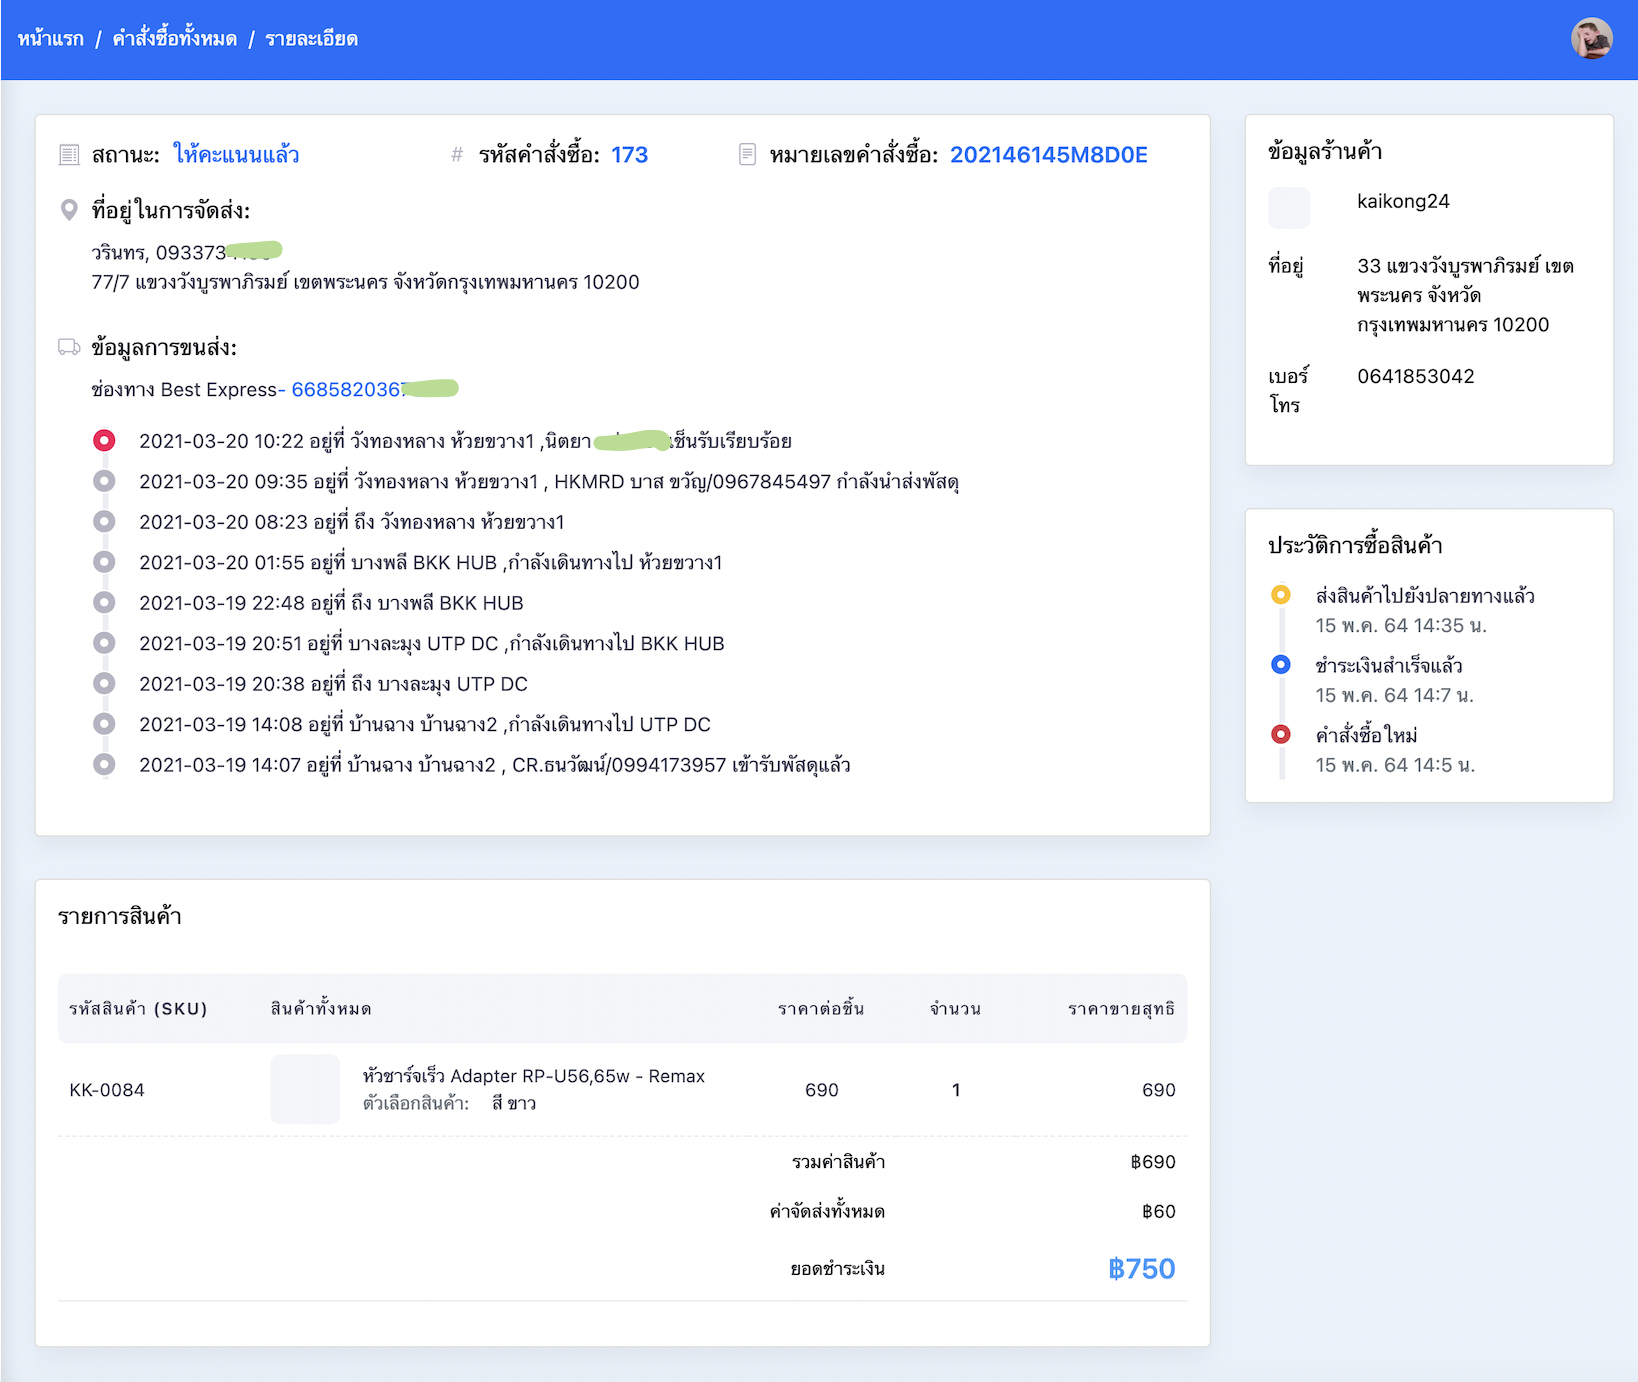 หน้าแรก / คำสั่งซื้อทั้งหมด / รายละเอียด
สถานะ: ให้คะแนนแล้ว
# รหัสคำสั่งซื้อ: 173
หมายเลขคำสั่งซื้อ: 202146145M8D0E
ที่อยู่ในการจัดส่ง:
วรินทร, 093373
77/7 แขวงวังบูรพาภิรมย์ เขตพระนคร จังหวัดกรุงเทพมหานคร 10200
ข้อมูลการขนส่ง:
ช่องทาง Best Express- 6685820367
2021-03-20 10:22 อยู่ที่ วังทองหลาง ห้วยขวาง1 ,นิตยา เซ็นรับเรียบร้อย
2021-03-20 09:35 อยู่ที่ วังทองหลาง ห้วยขวาง1 , HKMRD บาส ขวัญ/0967845497 กำลังนำส่งพัสดุ
2021-03-20 08:23 อยู่ที่ ถึง วังทองหลาง ห้วยขวาง1
2021-03-20 01:55 อยู่ที่ บางพลี BKK HUB ,กำลังเดินทางไป ห้วยขวาง1
2021-03-19 22:48 อยู่ที่ ถึง บางพลี BKK HUB
2021-03-19 20:51 อยู่ที่ บางละมุง UTP DC ,กำลังเดินทางไป BKK HUB
2021-03-19 20:38 อยู่ที่ ถึง บางละมุง UTP DC
2021-03-19 14:08 อยู่ที่ บ้านฉาง บ้านฉาง2 ,กำลังเดินทางไป UTP DC
2021-03-19 14:07 อยู่ที่ บ้านฉาง บ้านฉาง2 , CR.ธนวัฒน์/0994173957 เข้ารับพัสดุแล้ว
ข้อมูลร้านค้า
kaikong24
ที่อยู่ 33 แขวงวังบูรพาภิรมย์ เขต
พระนคร จังหวัด
กรุงเทพมหานคร 10200
เบอร์ 0641853042
โทร
ประวัติการซื้อสินค้า
ส่งสินค้าไปยังปลายทางแล้ว
15 พ.ค. 64 14:35 น.
ชำระเงินสำเร็จแล้ว
15 พ.ค. 64 14:7 น.
คำสั่งซื้อใหม่
15 พ.ค. 64 14:5 น.
รายการสินค้า
รหัสสินค้า (SKU) สินค้าทั้งหมด ราคาต่อชิ้น จำนวน ราคาขายสุทธิ
KK-0084 หัวชาร์จเร็ว Adapter RP-U56,65w - Remax 690 1 690
ตัวเลือกสินค้า: สี ขาว
รวมค่าสินค้า ฿690
ค่าจัดส่งทั้งหมด ฿60
ยอดชำระเงิน ฿750